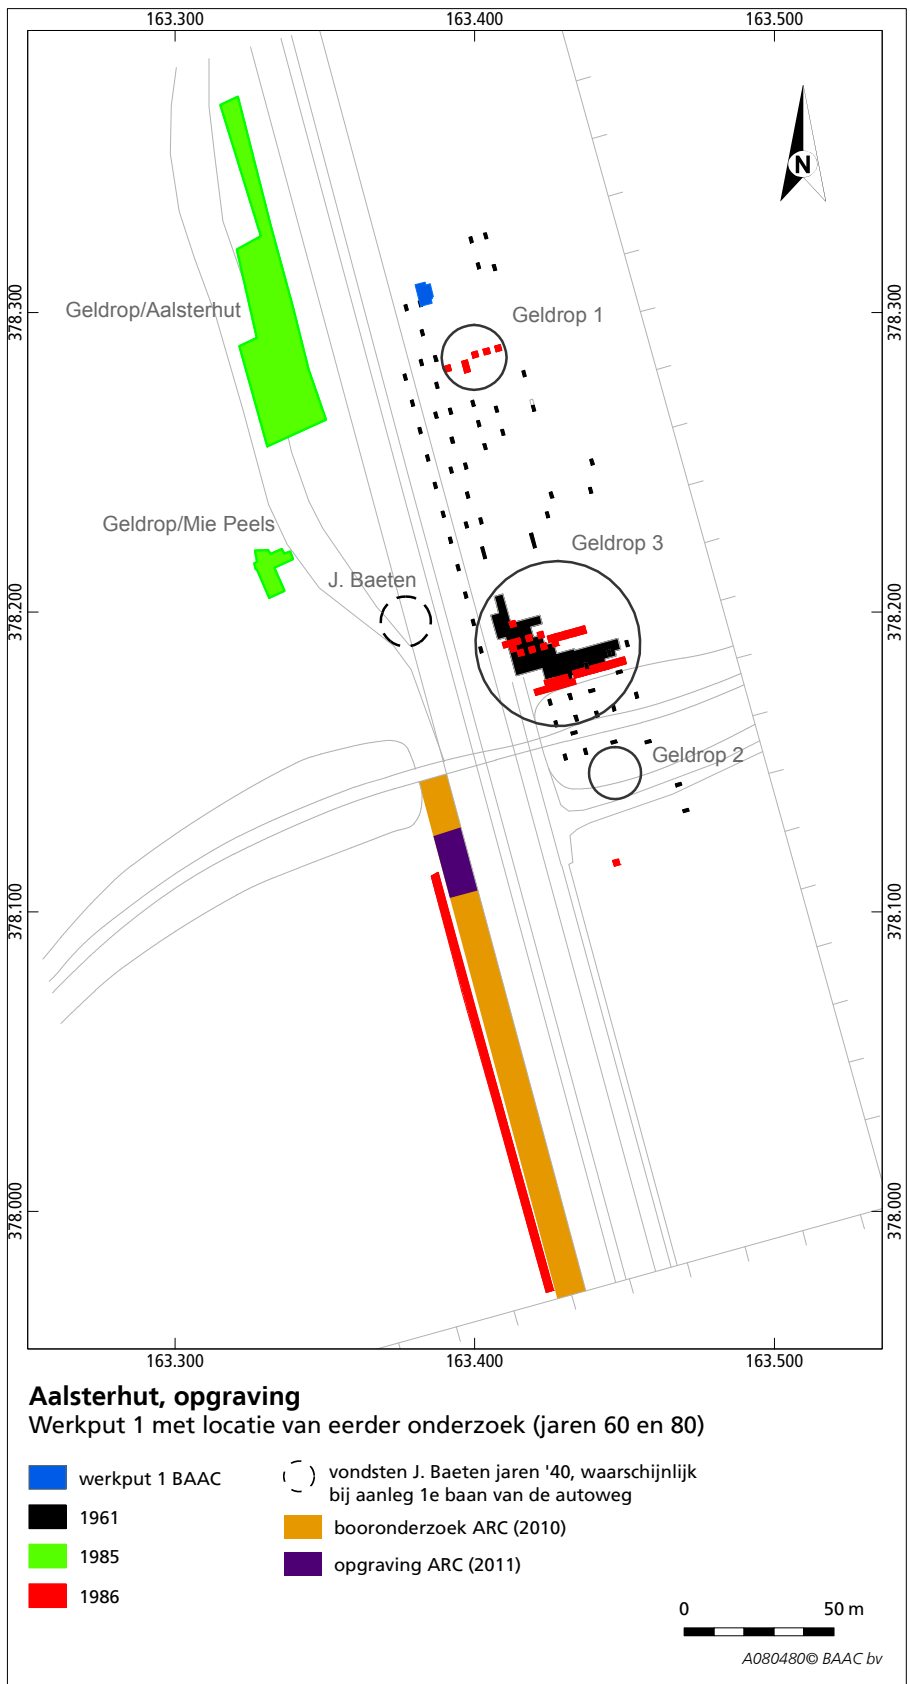 163.300
163.400
163.500
N
378.300
378.300
Geldrop/Aalsterhut
Geldrop 1
Geldrop/Mie Peels
Geldrop 3
J. Baeten
378.200
378.200
Geldrop 2
378.100
378.100
378.000
378.000
163.300
163.400
163.500
Aalsterhut, opgraving
Werkput 1 met locatie van eerder onderzoek (jaren 60 en 80)
werkput 1 BAAC
1961
1985
1986
vondsten J. Baeten jaren '40, waarschijnlijk
bij aanleg 1e baan van de autoweg
booronderzoek ARC (2010)
opgraving ARC (2011)
0
50 m
A080480© BAAC bv